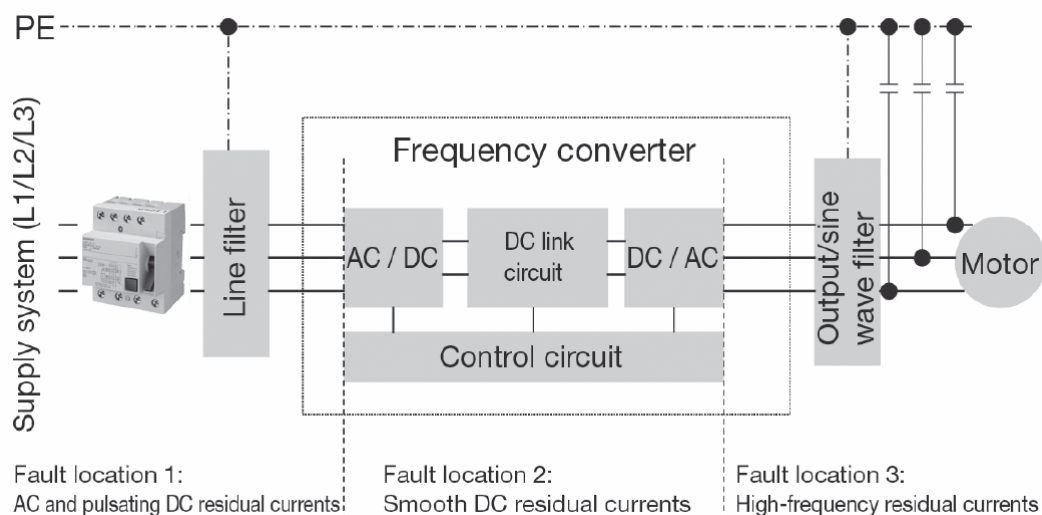 PE
Supply system (L1/L2/L3)
Line filter
Frequency converter
AC / DC
DC link
circuit
DC / AC
Control circuit
Output/sine
wave filter
Motor
Fault location 1:
AC and pulsating DC residual currents
Fault location 2:
Smooth DC residual currents
Fault location 3:
High-frequency residual currents